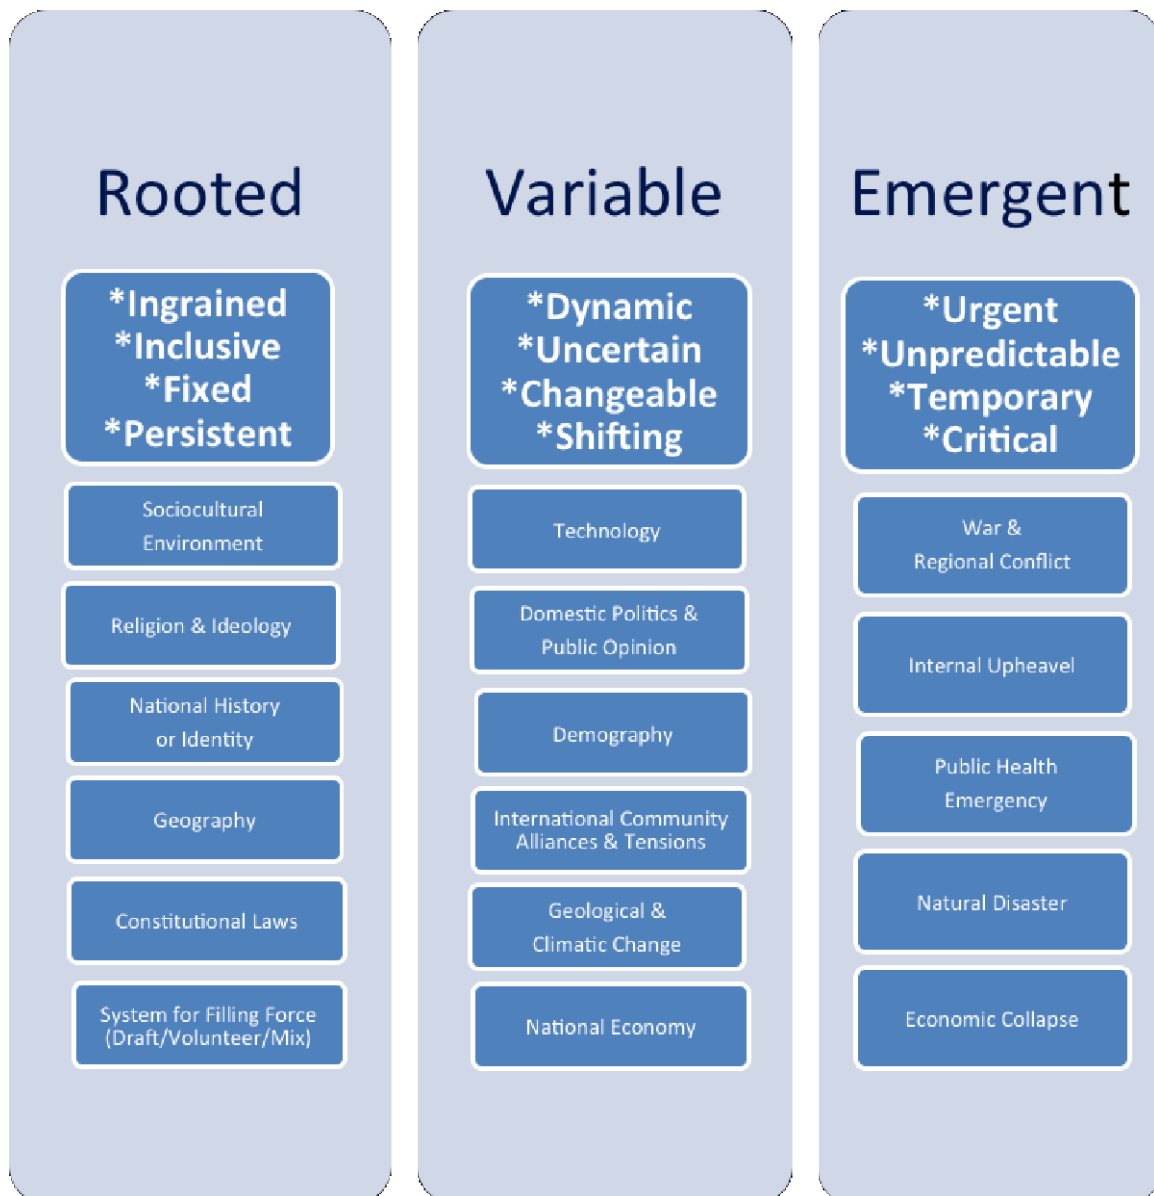 Rooted
*Ingrained
*Inclusive
*Fixed
*Persistent
Sociocultural
Environment
Religion & Ideology
National History
or Identity
Geography
Constitutional Laws
System for Filling Force
(Draft/Volunteer/Mix)
Variable
*Dynamic
*Uncertain
*Changeable
*Shifting
Technology
Domestic Politics &
Public Opinion
Demography
International Community
Alliances & Tensions
Geological &
Climatic Change
National Economy
Emergent
*Urgent
*Unpredictable
*Temporary
*Critical
War &
Regional Conflict
Internal Upheavel
Public Health
Emergency
Natural Disaster
Economic Collapse